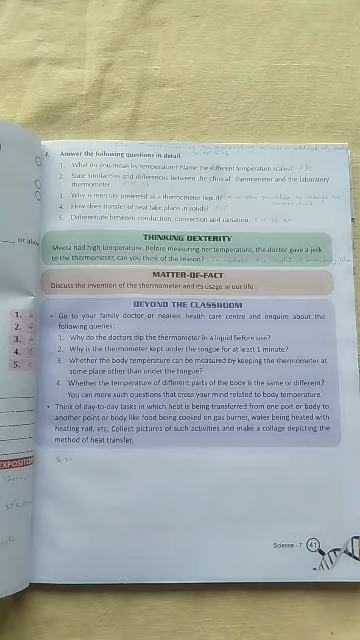 F. Answer the following questions in detail.
1. What do you mean by temperature? Name the different temperature scales?
2. State similarities and differences between the clinical thermometer and the laboratory
thermometer.
3. Why is mercury preferred as a thermometer liquid?
4. How does transfer of heat take place in solids?
5. Differentiate between conduction, convection and radiation.
THINKING DEXTERITY
Meeta had high temperature. Before measuring her temperature, the doctor gave a jerk
to the thermometer, can you think of the reason?
MATTER-OF-FACT
Discuss the invention of the thermometer and its usage in our life.
BEYOND THE CLASSROOM
• Go to your family doctor or nearest health care centre and enquire about the
following queries:
1. Why do the doctors dip the thermometer in a liquid before use?
2. Why is the thermometer kept under the tongue for at least 1 minute?
3. Whether the body temperature can be measured by keeping the thermometer at
some place other than under the tongue?
4. Whether the temperature of different parts of the body is the same or different?
You can more such questions that cross your mind related to body temperature.
• Think of day-to-day tasks in which heat is being transferred from one part or body to
another point or body like food being cooked on gas burner, water being heated with
heating rod, etc. Collect pictures of such activities and make a collage depicting the
method of heat transfer.
Science - 7 41
or
1.
2.
3.
4.
5.